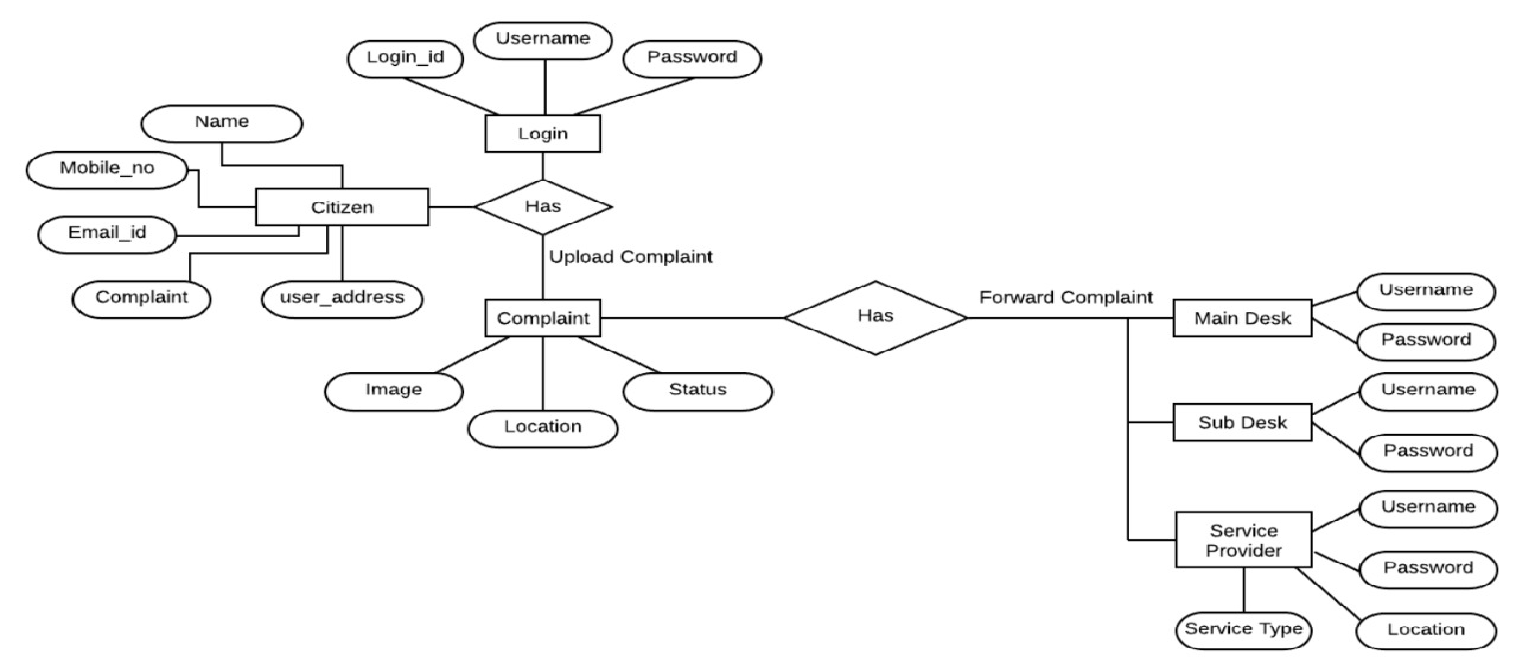 Username
Login_id
Password
Login
Name
Mobile_no
Citizen
Has
Email_id
Complaint
user_address
Upload Complaint
Complaint
Has
Forward Complaint
Main Desk
Username
Password
Image
Location
Status
Sub Desk
Username
Password
Service
Provider
Username
Password
Service Type
Location